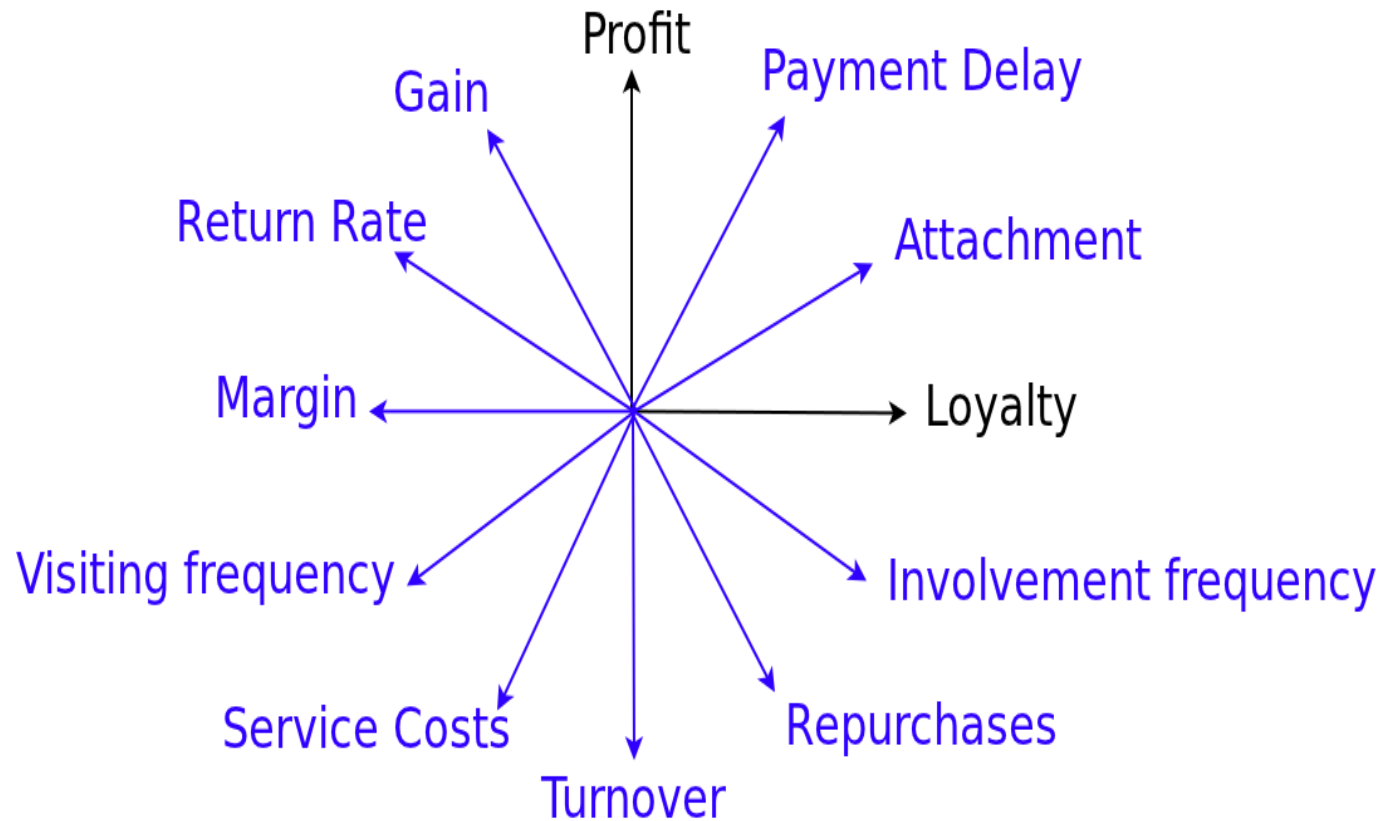 Profit
Payment Delay
Gain
Return Rate
Attachment
Margin
Loyalty
Visiting frequency
Involvement frequency
Service Costs
Repurchases
Turnover